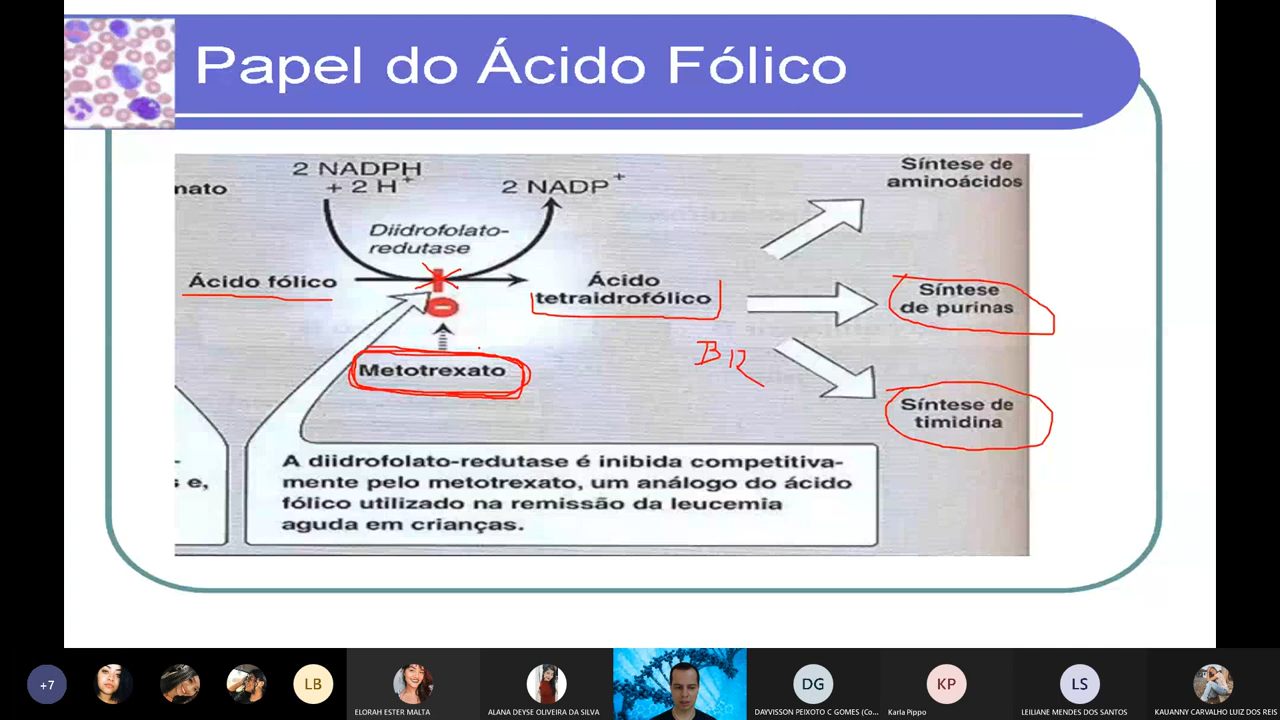 Papel do Ácido Fólico
2 NADPH
+ 2 H+
2 NADP+
nato
Diidrofolato-
redutase
Ácido fólico
Ácido
tetraidrofólico
Metotrexato
Síntese de
aminoácidos
Síntese
de purinas
Síntese de
timidina
-
s e,
A diidrofolato-redutase é inibida competitiva-
mente pelo metotrexato, um análogo do ácido
fólico utilizado na remissão da leucemia
aguda em crianças.
+7
LB
ELORAH ESTER MALTA
ALANA DEYSE OLIVEIRA DA SILVA
DG
DAYVISSON PEIXOTO C GOMES (Co...
KP
Karla Pippo
LS
LEILIANE MENDES DOS SANTOS
KAUANNY CARVALHO LUIZ DOS REIS